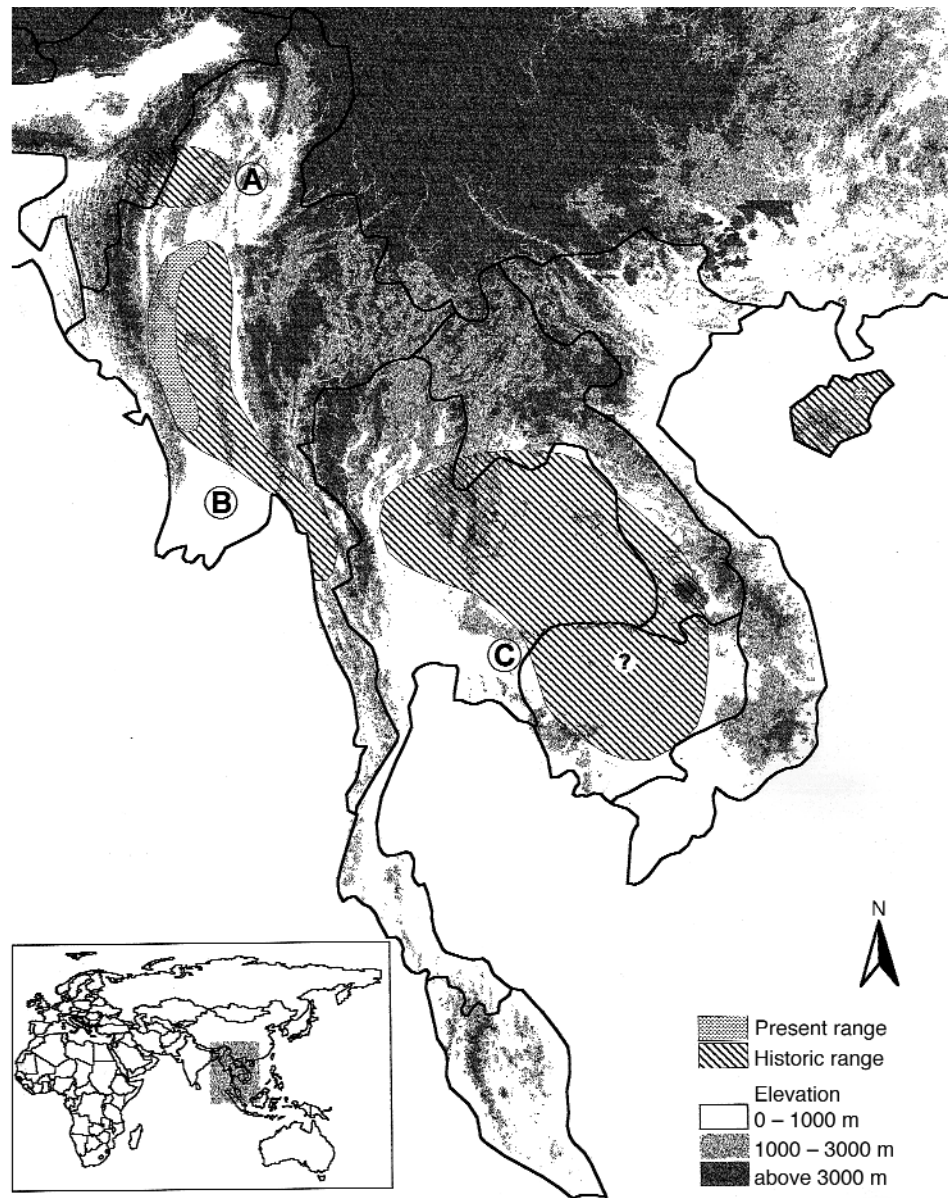 A
B
C
?
N
Present range
Historic range
Elevation
0 – 1000 m
1000 – 3000 m
above 3000 m